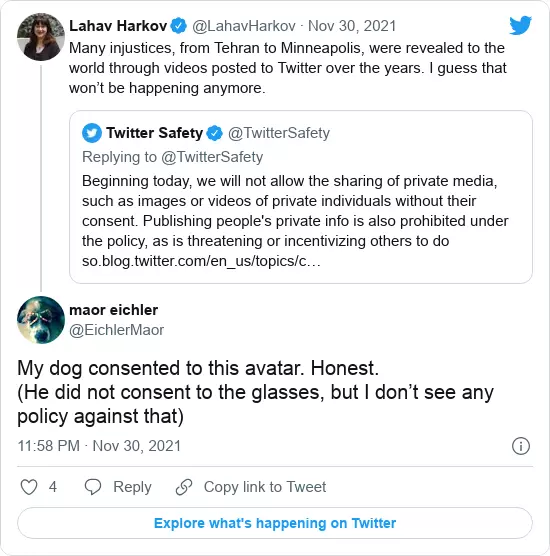 Lahav Harkov @LahavHarkov · Nov 30, 2021
Many injustices, from Tehran to Minneapolis, were revealed to the
world through videos posted to Twitter over the years. I guess that
won’t be happening anymore.
Twitter Safety @TwitterSafety
Replying to @TwitterSafety
Beginning today, we will not allow the sharing of private media,
such as images or videos of private individuals without their
consent. Publishing people's private info is also prohibited under
the policy, as is threatening or incentivizing others to do
so.blog.twitter.com/en_us/topics/c…
maor eichler
@EichlerMaor
My dog consented to this avatar. Honest.
(He did not consent to the glasses, but I don’t see any
policy against that)
11:58 PM · Nov 30, 2021
4 Reply Copy link to Tweet
Explore what's happening on Twitter